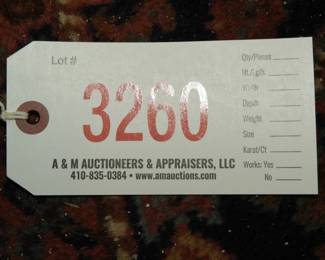 Lot #
3260
A & M AUCTIONEERS & APPRAISERS, LLC
410-835-0384 • www.amauctions.com
Qty/Pieces
Ht./Lgth.
Width
Depth
Weight
Size
Karat/Ct
Works: Yes
No